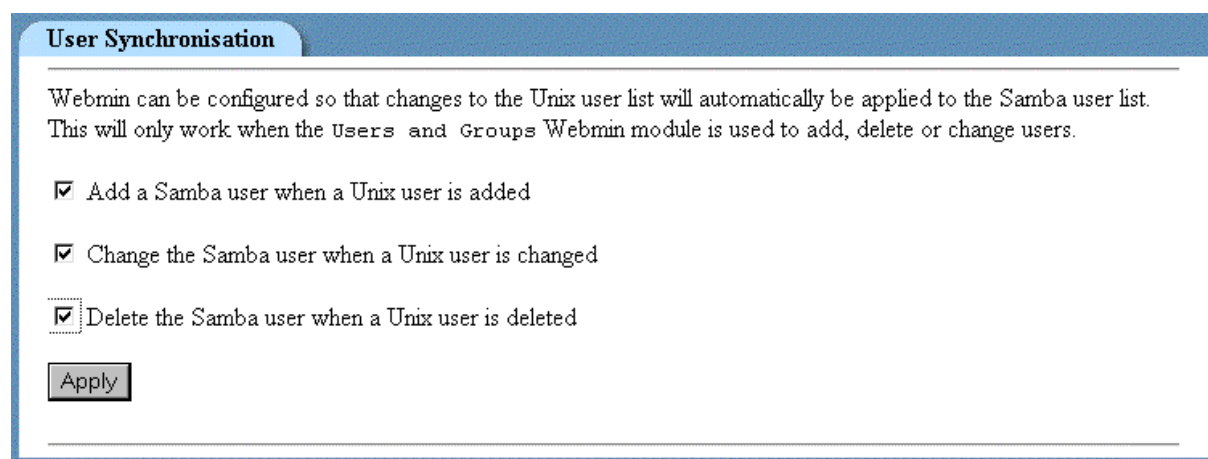 User Synchronisation
Webmin can be configured so that changes to the Unix user list will automatically be applied to the Samba user list.
This will only work when the Users and Groups Webmin module is used to add, delete or change users.
Add a Samba user when a Unix user is added
Change the Samba user when a Unix user is changed
Delete the Samba user when a Unix user is deleted
Apply